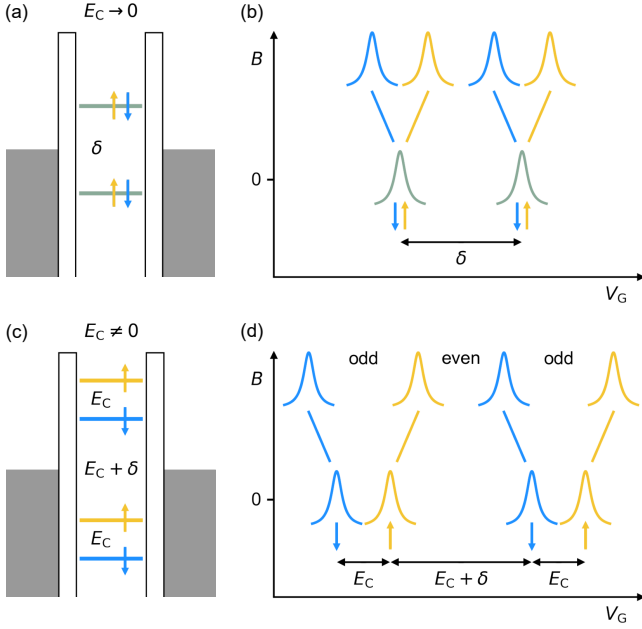 (a)
E_C → 0
δ
(b)
B
0
δ
V_G
(c)
E_C ≠ 0
E_C
E_C + δ
E_C
(d)
odd even odd
B
0
E_C E_C + δ E_C
V_G